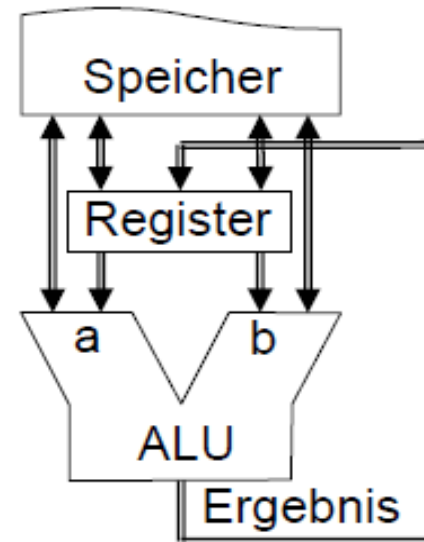 Speicher
Register
a b
ALU
Ergebnis